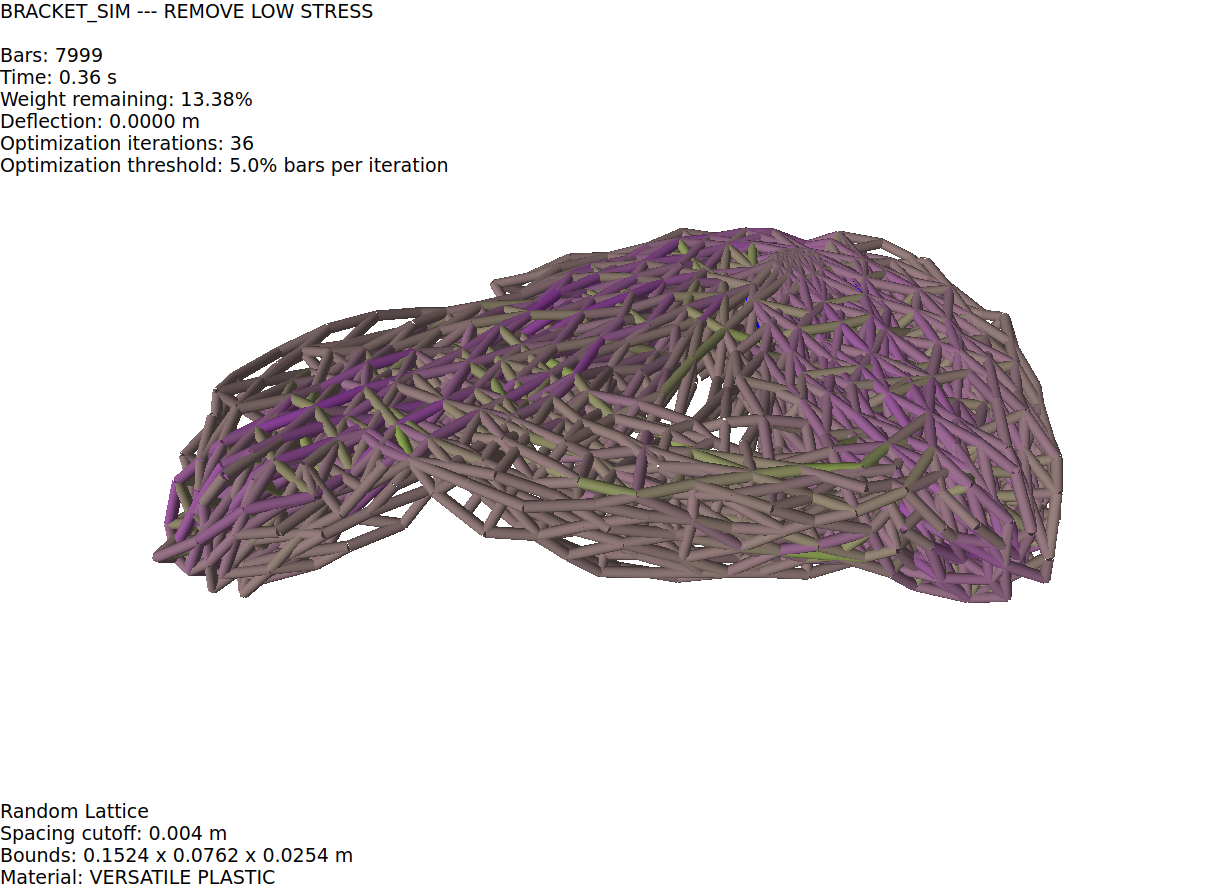 BRACKET_SIM --- REMOVE LOW STRESS
Bars: 7999
Time: 0.36 s
Weight remaining: 13.38%
Deflection: 0.0000 m
Optimization iterations: 36
Optimization threshold: 5.0% bars per iteration
Random Lattice
Spacing cutoff: 0.004 m
Bounds: 0.1524 x 0.0762 x 0.0254 m
Material: VERSATILE PLASTIC